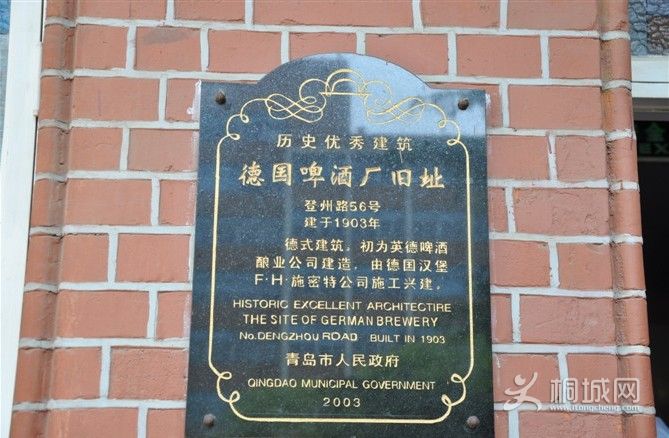 历史优秀建筑
德国啤酒厂旧址
登州路56号
建于1903年
德式建筑，初为英德啤酒
酿业公司建造，由德国汉堡
F·H·施密特公司施工兴建。
HISTORIC EXCELLENT ARCHITECTIRE
THE SITE OF GERMAN BREWERY
No.DENGZHOU ROAD BUILT IN 1903
青岛市人民政府
QINGDAO MUNICIPAL GOVERNMENT
2003
桐城网
www.itongcheng.com